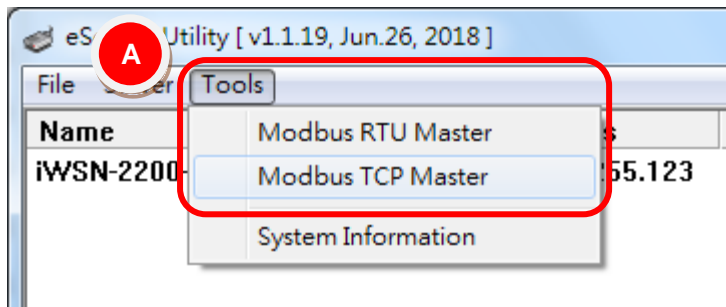 A
Utility [ v1.1.19, Jun.26, 2018 ]
File Tools
Name
Modbus RTU Master
iWSN-2200- Modbus TCP Master 55.123
System Information